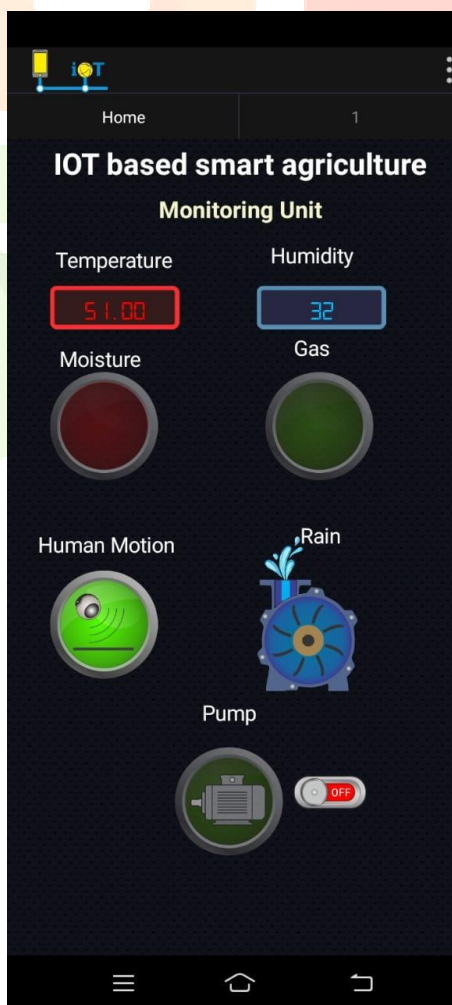 iOT
Home 1
IOT based smart agriculture
Monitoring Unit
Temperature Humidity
51.00 32
Moisture Gas
Human Motion Rain
Pump
OFF